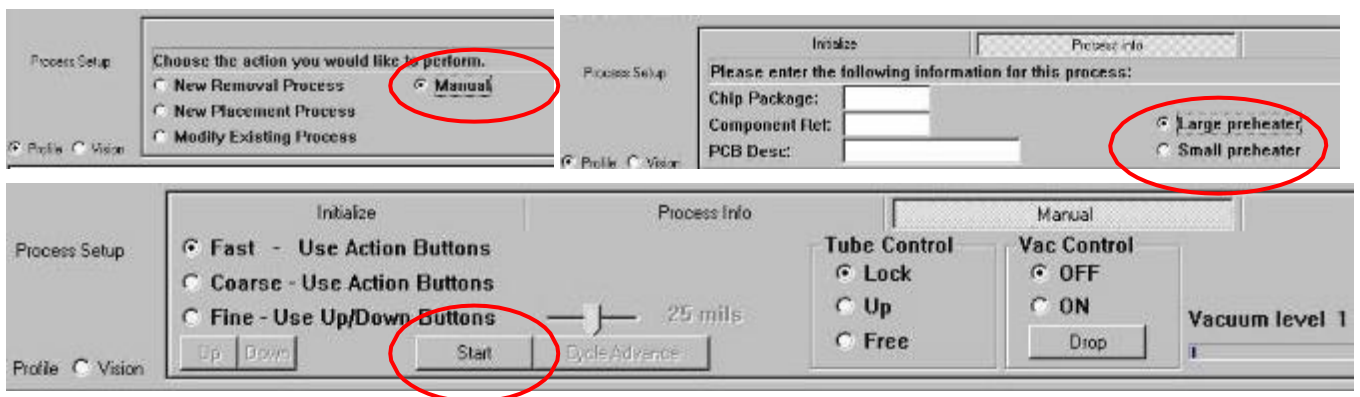 Process Setup
Choose the action you would like to perform.
New Removal Process
Manual
New Placement Process
Modify Existing Process
Profile Vision
Initialize
Process info
Process Setup
Please enter the following information for this process:
Chip Package:
Component Ref:
PCB Desc:
Large preheater
Small preheater
Profile Vision
Initialize
Process Info
Manual
Process Setup
Fast - Use Action Buttons
Coarse - Use Action Buttons
Fine - Use Up/Down Buttons
25 mils
Up
Down
Start
Cycle Advance
Tube Control
Lock
Up
Free
Vac Control
OFF
ON
Drop
Vacuum level 1
Profile Vision